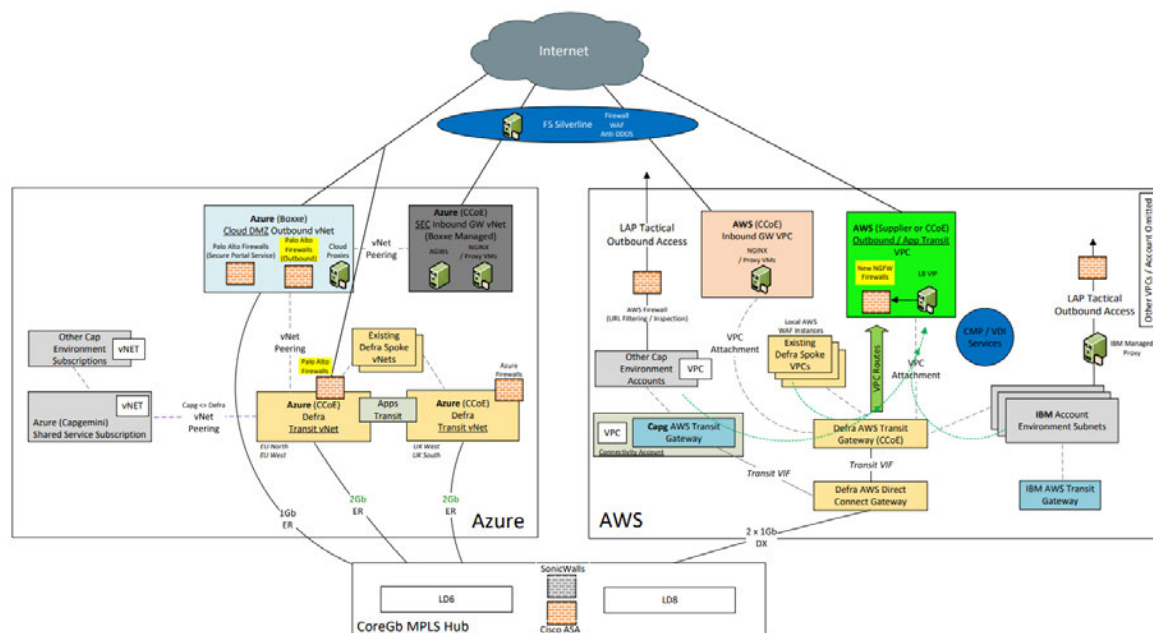 Internet
F5 Silverline
Firewall
WAF
Anti-DDOS
Azure (Boxxe)
Cloud DMZ Outbound vNet
Palo Alto Firewalls
(Secure Portal Service)
Palo Alto
Firewalls
(Outbound)
Cloud
Proxies
vNet
Peering
Azure (CCoE)
SEC Inbound GW vNet
(Boxxe Managed)
AGWs
NGINX
/ Proxy VMs
Other Cap
Environment
Subscriptions
vNET
vNet
Peering
Existing
Defra Spoke
vNets
Palo Alto
Firewalls
Azure
Firewalls
Azure (Capgemini)
Shared Service Subscription
vNET
Capg <> Defra
vNet
Peering
Azure (CCoE)
Defra
Transit vNet
Apps
Transit
Azure (CCoE)
Defra
Transit vNet
EU North
EU West
UK West
UK South
1Gb
ER
2Gb
ER
2Gb
ER
Azure
LAP Tactical
Outbound Access
AWS Firewall
(URL Filtering / Inspection)
AWS (CCoE)
Inbound GW VPC
NGINX
/ Proxy VMs
AWS (Supplier or CCoE)
Outbound / App Transit
VPC
New NGFW
Firewalls
LB VIP
Other VPCs / Account Omitted
LAP Tactical
Outbound Access
IBM Managed
Proxy
CMP / VDI
Services
Other Cap
Environment
Accounts
VPC
VPC
Attachment
Local AWS
WAF Instances
Existing
Defra Spoke
VPCs
VPC Routes
VPC
Attachment
IBM Account
Environment Subnets
VPC
Capg AWS Transit
Gateway
Connectivity Account
Defra AWS Transit
Gateway (CCoE)
Transit VIF
Transit VIF
Defra AWS Direct
Connect Gateway
IBM AWS Transit
Gateway
AWS
2 x 1Gb
DX
SonicWalls
LD6
LD8
CoreGb MPLS Hub
Cisco ASA